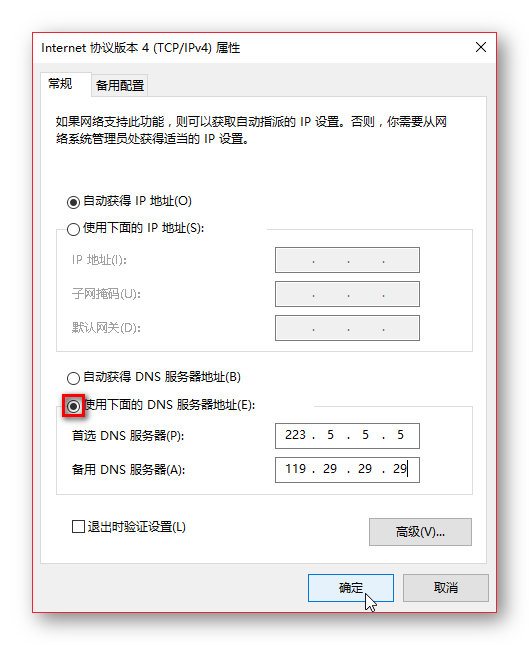 Internet 协议版本 4 (TCP/IPv4) 属性
常规
备用配置
如果网络支持此功能，则可以获取自动指派的 IP 设置。否则，你需要从网
络系统管理员处获得适当的 IP 设置。
自动获得 IP 地址(O)
使用下面的 IP 地址(S):
IP 地址(I):
子网掩码(U):
默认网关(D):
自动获得 DNS 服务器地址(B)
使用下面的 DNS 服务器地址(E):
首选 DNS 服务器(P): 223 . 5 . 5 . 5
备用 DNS 服务器(A): 119 . 29 . 29 . 29
退出时验证设置(L)
高级(V)...
确定
取消